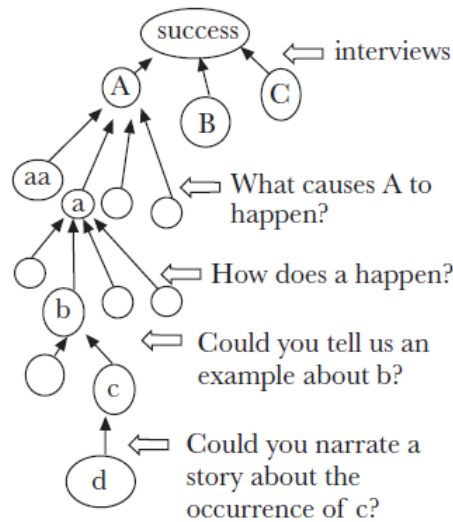 success
interviews
A
B
C
aa
a
What causes A to
happen?
How does a happen?
b
Could you tell us an
example about b?
c
Could you narrate a
story about the
occurrence of c?
d